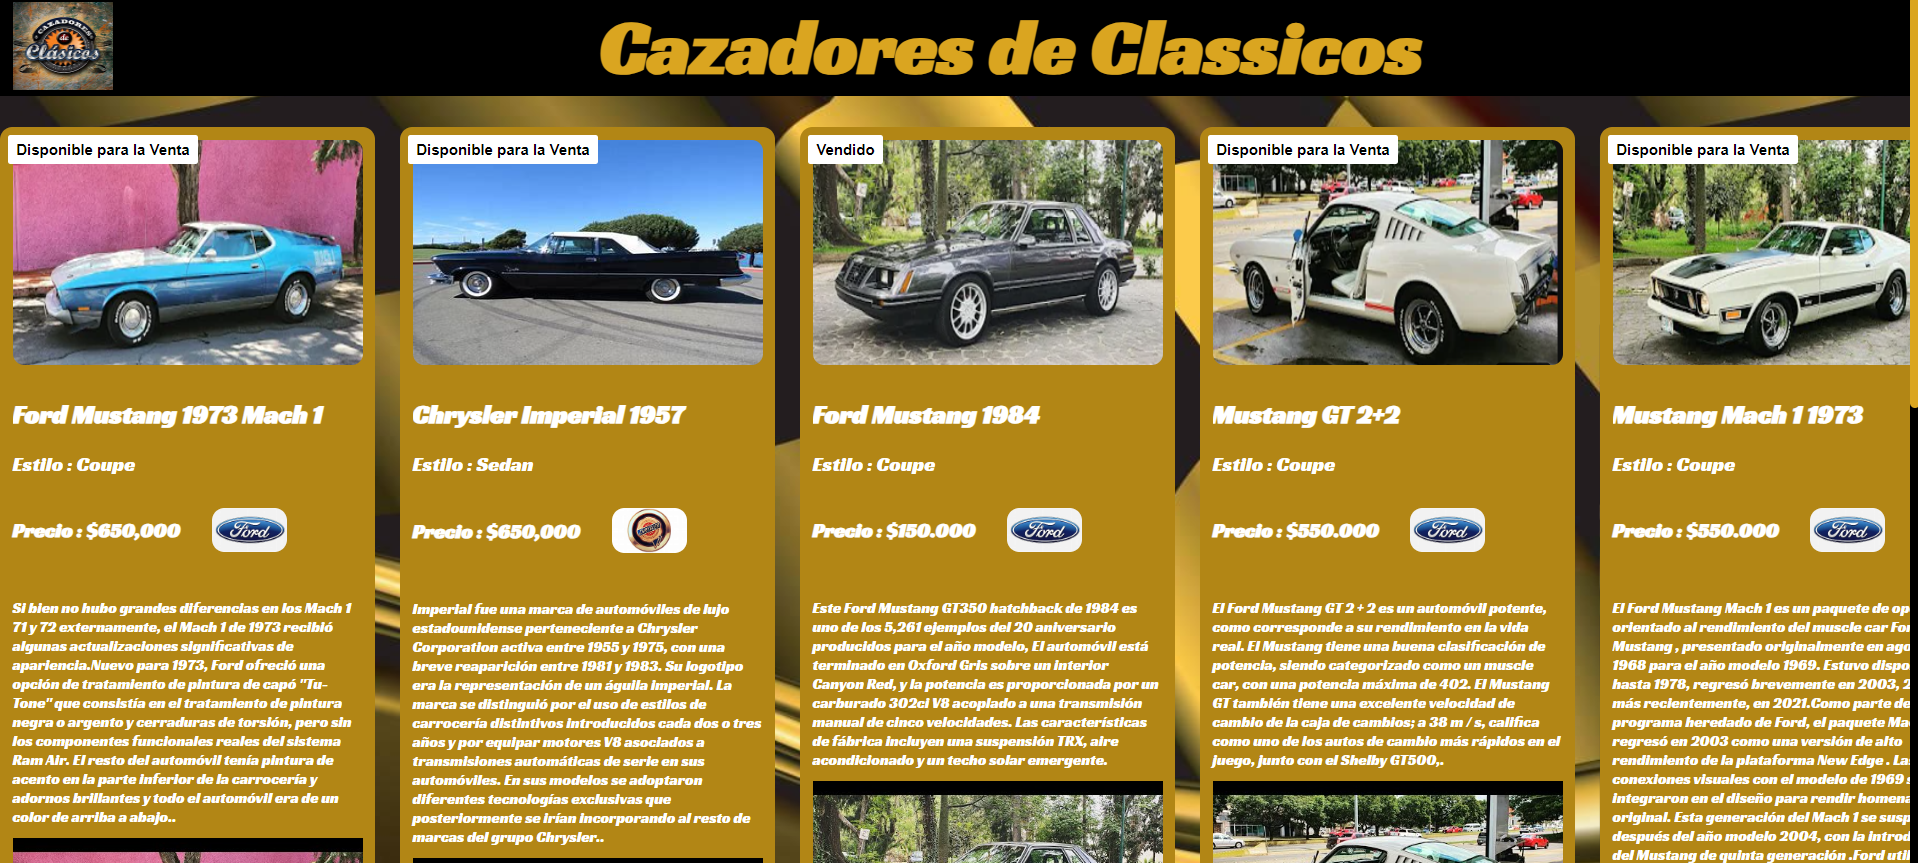 CAZADORES
de
Clásicos
Cazadores de Classicos
Disponible para la Venta
Ford Mustang 1973 Mach 1
Estilo : Coupe
Precio : $650,000
Ford
Si bien no hubo grandes diferencias en los Mach 1
71 y 72 externamente, el Mach 1 de 1973 recibió
algunas actualizaciones significativas de
apariencia.Nuevo para 1973, Ford ofreció una
opción de tratamiento de pintura de capó "Tu-
Tone" que consistía en el tratamiento de pintura
negra o argento y cerraduras de torsión, pero sin
los componentes funcionales reales del sistema
Ram Air. El resto del automóvil tenía pintura de
acento en la parte inferior de la carrocería y
adornos brillantes y todo el automóvil era de un
color de arriba a abajo..
Disponible para la Venta
Chrysler Imperial 1957
Estilo : Sedan
Precio : $650,000
Imperial fue una marca de automóviles de lujo
estadounidense perteneciente a Chrysler
Corporation activa entre 1955 y 1975, con una
breve reaparición entre 1981 y 1983. Su logotipo
era la representación de un águila imperial. La
marca se distinguió por el uso de estilos de
carrocería distintivos introducidos cada dos o tres
años y por equipar motores V8 asociados a
transmisiones automáticas de serie en sus
automóviles. En sus modelos se adoptaron
diferentes tecnologías exclusivas que
posteriormente se irían incorporando al resto de
marcas del grupo Chrysler..
Vendido
Ford Mustang 1984
Estilo : Coupe
Precio : $150.000
Ford
Este Ford Mustang GT350 hatchback de 1984 es
uno de los 5,261 ejemplos del 20 aniversario
producidos para el año modelo, El automóvil está
terminado en Oxford Gris sobre un interior
Canyon Red, y la potencia es proporcionada por un
carburado 302ci V8 acoplado a una transmisión
manual de cinco velocidades. Las características
de fábrica incluyen una suspensión TRX, aire
acondicionado y un techo solar emergente.
Disponible para la Venta
Mustang GT 2+2
Estilo : Coupe
Precio : $550.000
Ford
El Ford Mustang GT 2 + 2 es un automóvil potente,
como corresponde a su rendimiento en la vida
real. El Mustang tiene una buena clasificación de
potencia, siendo categorizado como un muscle
car, con una potencia máxima de 402. El Mustang
GT también tiene una excelente velocidad de
cambio de la caja de cambios; a 38 m / s, califica
como uno de los autos de cambio más rápidos en el
juego, junto con el Shelby GT500,.
Disponible para la Venta
Mustang Mach 1 1973
Estilo : Coupe
Precio : $550.000
Ford
El Ford Mustang Mach 1 es un paquete de op
orientado al rendimiento del muscle car For
Mustang , presentado originalmente en ago
1968 para el año modelo 1969. Estuvo dispo
hasta 1978, regresó brevemente en 2003, 2
más recientemente, en 2021.Como parte de
programa heredado de Ford, el paquete Ma
regresó en 2003 como una versión de alto
rendimiento de la plataforma New Edge . Las
conexiones visuales con el modelo de 1969 s
integraron en el diseño para rendir homena
original. Esta generación del Mach 1 se susp
después del año modelo 2004, con la introd
del Mustang de quinta generación .Ford utili